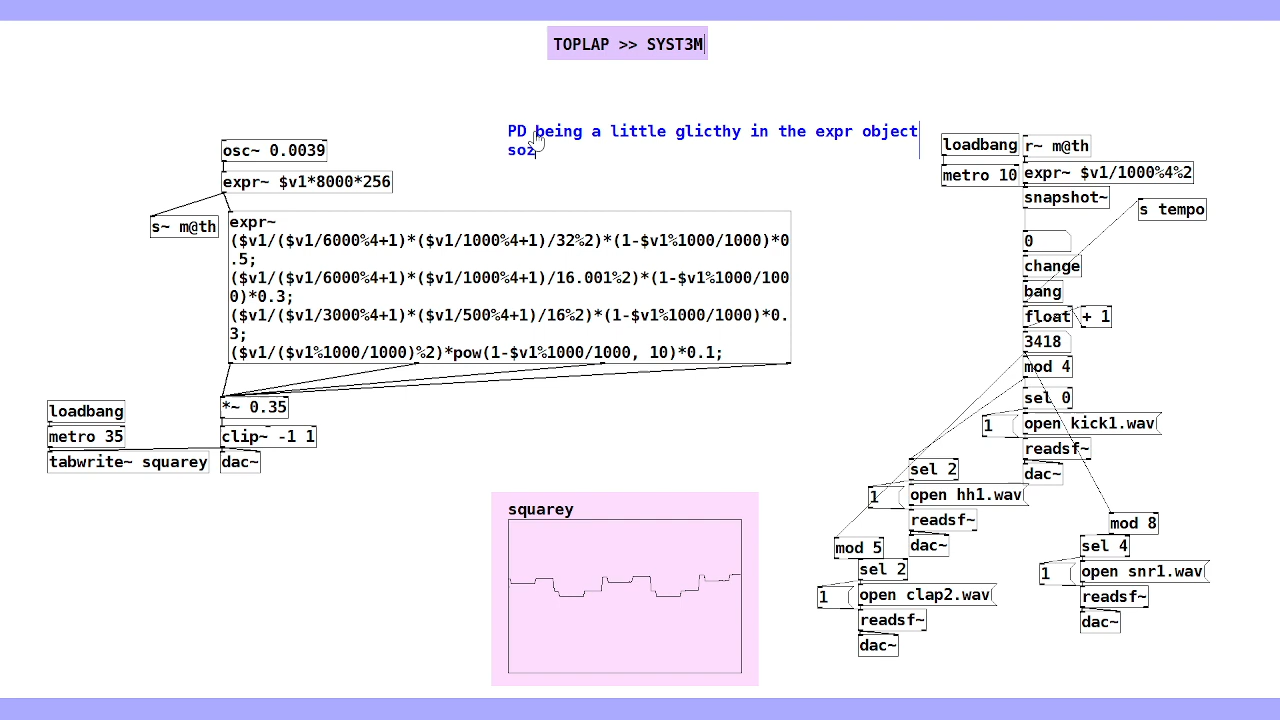 TOPLAP >> SYST3M
PD being a little glicthy in the expr object
soz
osc~ 0.0039
expr~ $v1*8000*256
s~ m@th
expr~
($v1/($v1/6000%4+1)*($v1/1000%4+1)/32%2)*(1-$v1%1000/1000)*0
.5;
($v1/($v1/6000%4+1)*($v1/1000%4+1)/16.001%2)*(1-$v1%1000/100
0)*0.3;
($v1/($v1/3000%4+1)*($v1/500%4+1)/16%2)*(1-$v1%1000/1000)*0.
3;
($v1/($v1%1000/1000)%2)*pow(1-$v1%1000/1000, 10)*0.1;
*~ 0.35
clip~ -1 1
dac~
loadbang
metro 35
tabwrite~ squarey
squarey
loadbang
metro 10
r~ m@th
expr~ $v1/1000%4%2
snapshot~
s tempo
0
change
bang
float
+ 1
3418
mod 4
sel 0
1
open kick1.wav
readsf~
dac~
sel 2
1
open hh1.wav
readsf~
dac~
mod 5
sel 2
1
open clap2.wav
readsf~
dac~
mod 8
sel 4
1
open snr1.wav
readsf~
dac~